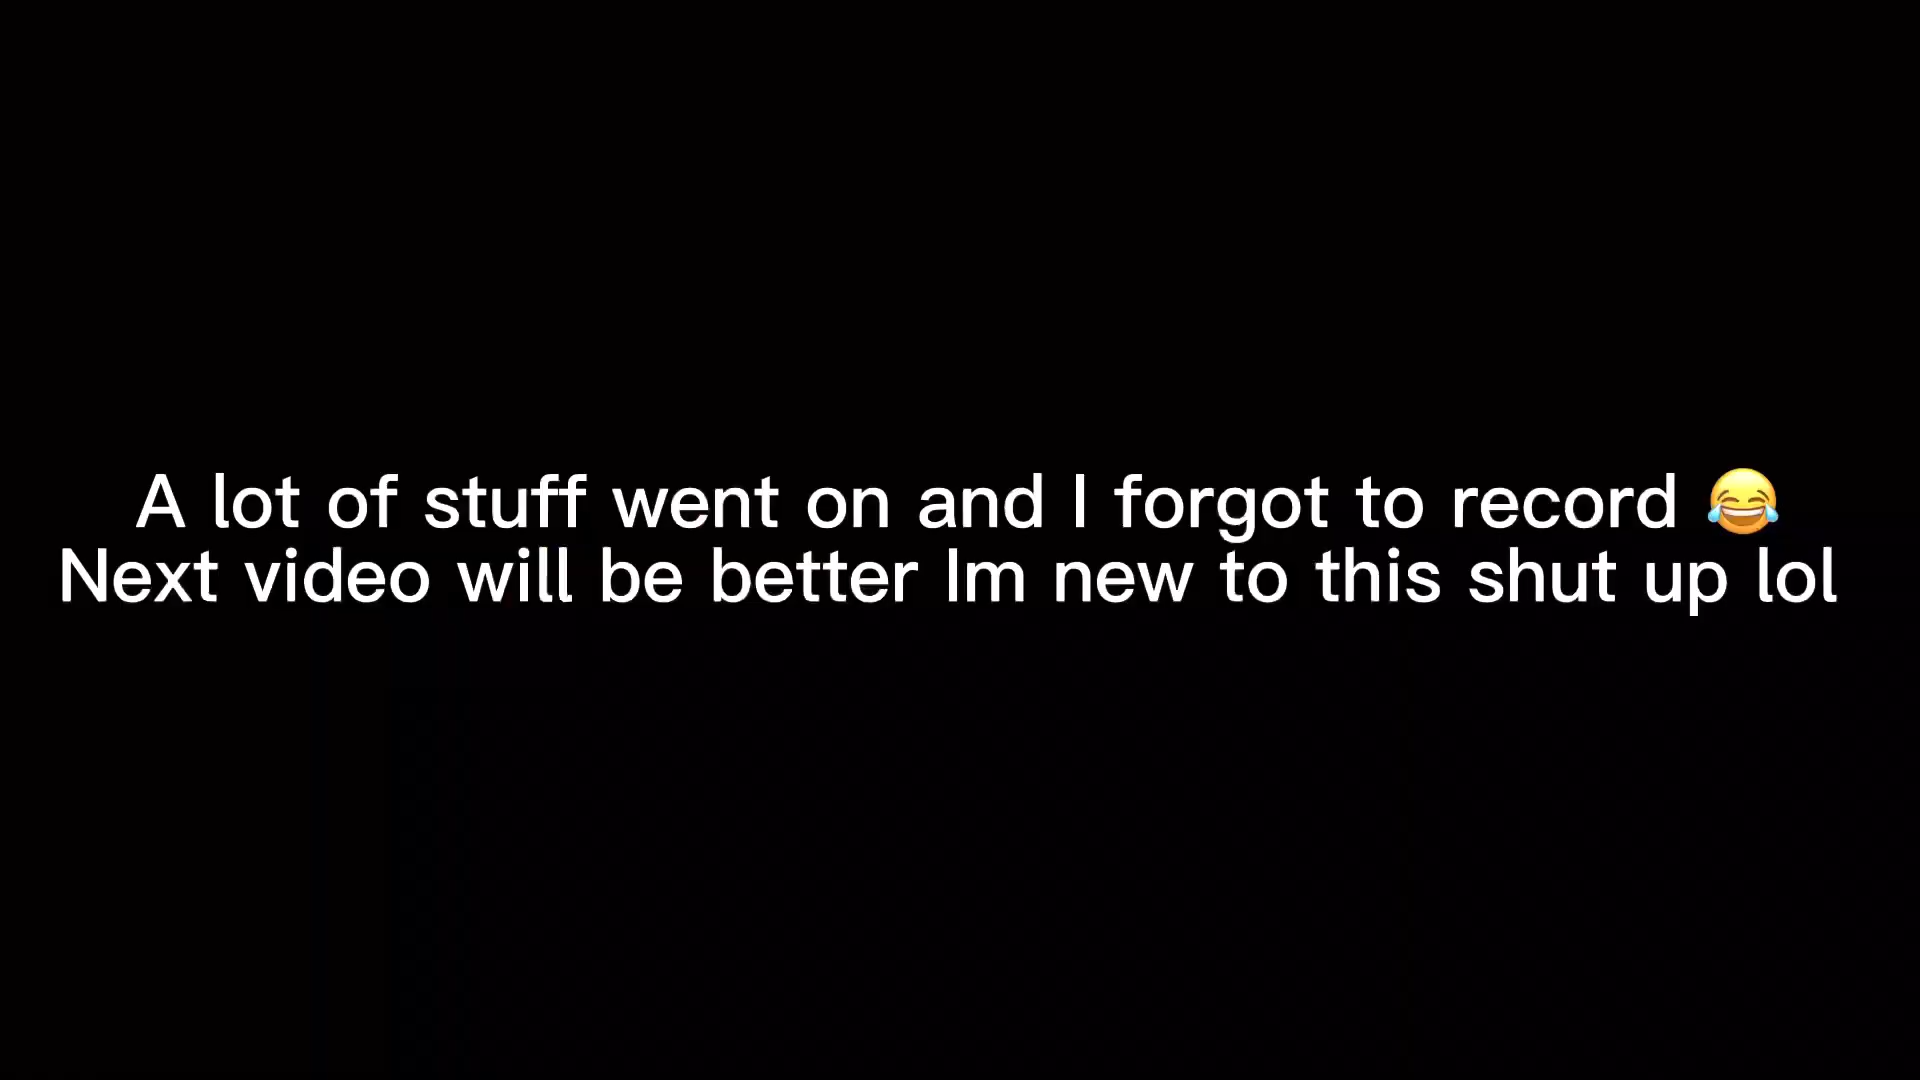 A lot of stuff went on and I forgot to record 😂
Next video will be better Im new to this shut up lol